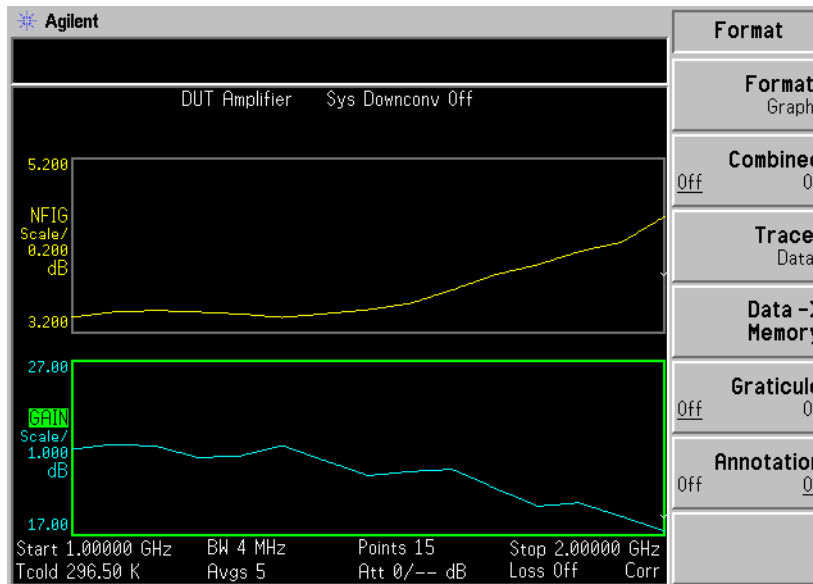 Agilent
Format
DUT Amplifier Sys Downconv Off
Format
Graph
5.200
NFIG
Scale/
0.200
dB
3.200
Combined
Off
Trace
Data
Data ->
Memory
27.00
GAIN
Scale/
1.000
dB
17.00
Graticule
Off
Annotation
Off
Start 1.00000 GHz BW 4 MHz Points 15 Stop 2.00000 GHz
Tcold 296.50 K Avgs 5 Att 0/-- dB Loss Off Corr